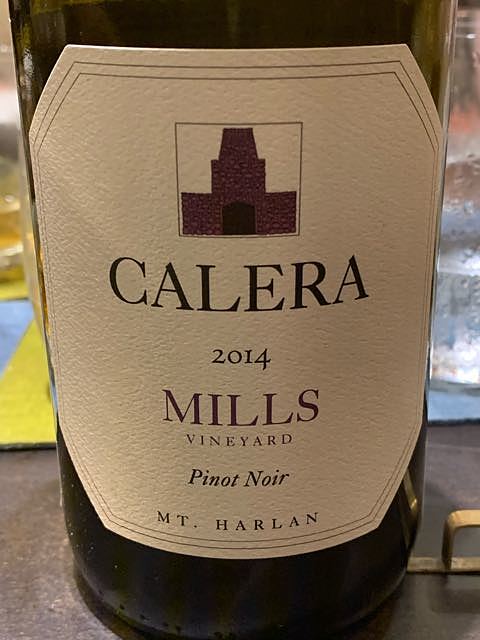 CALERA
2014
MILLS
VINEYARD
Pinot Noir
MT. HARLAN